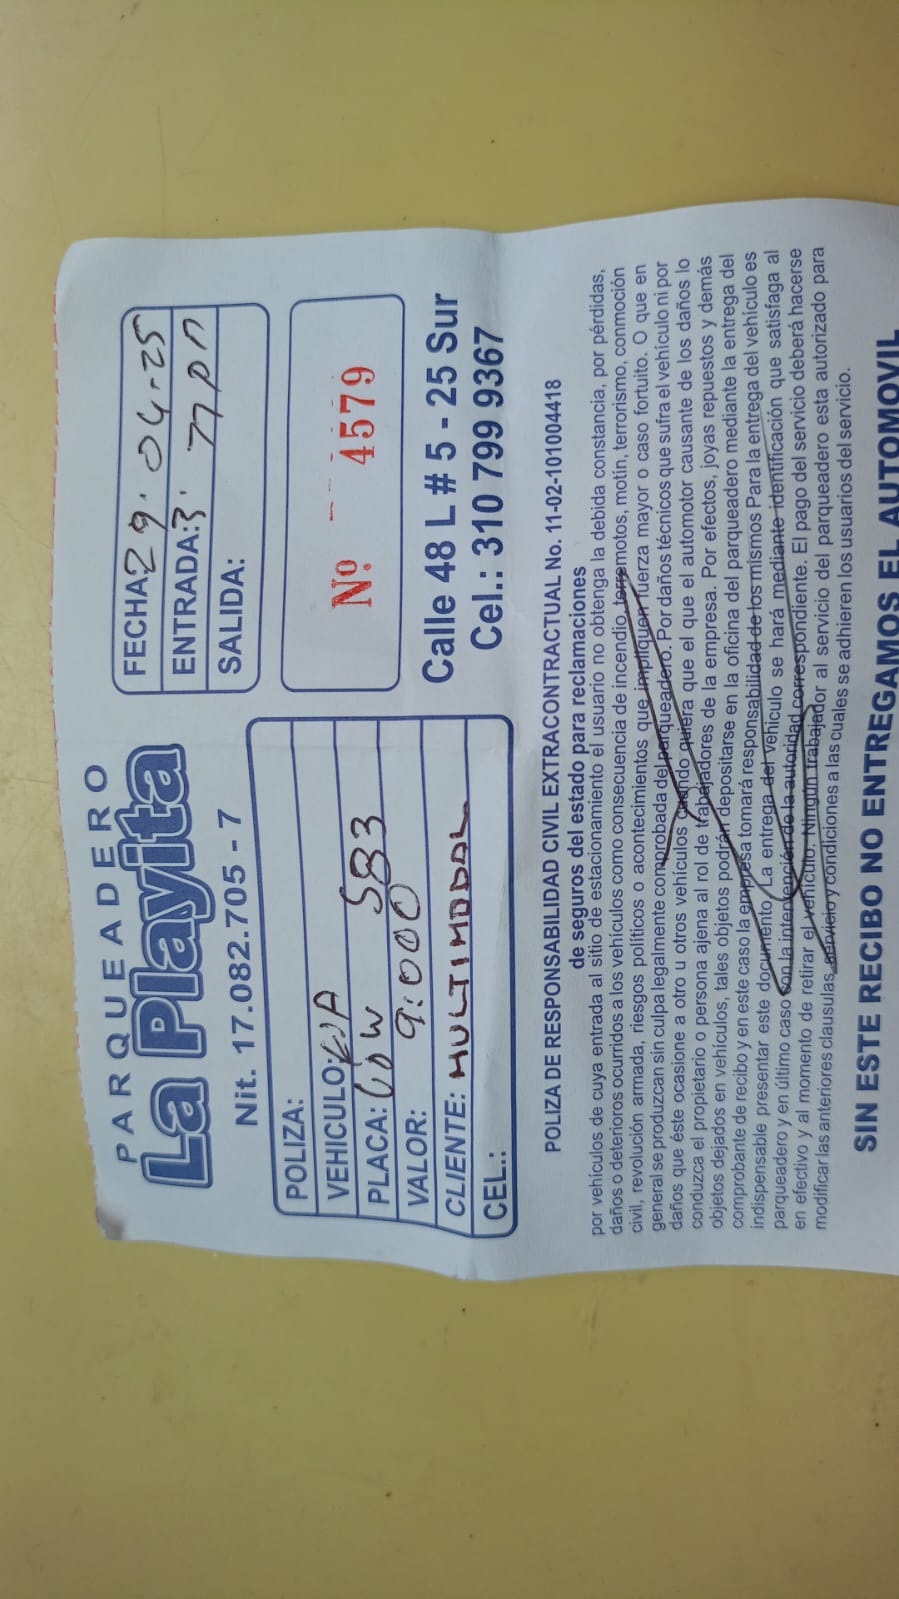 PARQUEADERO
La Playita
Nit. 17.082.705 - 7
FECHA 29·04-25
ENTRADA: 3'
SALIDA:
Nº 4579
Calle 48 L # 5 - 25 Sur
Cel.: 310 799 9367
POLIZA:
VEHICULO: KIA
PLACA: 583
VALOR: 9:000
CLIENTE: MULTIMODAL
CEL.:
POLIZA DE RESPONSABILIDAD CIVIL EXTRACONTRACTUAL No. 11-02-101004418
de seguros del estado para reclamaciones
por vehículos de cuya entrada al sitio de estacionamiento el usuario no obtenga la debida constancia, por pérdidas,
daños o deterioros ocurridos a los vehículos como consecuencia de incendio, terremotos, motín, terrorismo, conmoción
civil, revolución armada, riesgos políticos o acontecimientos que impliquen fuerza mayor o caso fortuito. O que en
general se produzcan sin culpa legalmente comprobada del parqueadero. Por daños técnicos que sufra el vehículo ni por
daños que éste ocasione a otro u otros vehículos cualquiera que el que el automotor causante de los daños lo
conduzca el propietario o persona ajena al rol de trabajadores de la empresa. Por efectos, joyas repuestos y demás
objetos dejados en vehículos, tales objetos podrán depositarse en la oficina del parqueadero mediante la entrega del
comprobante de recibo y en este caso la empresa tomará responsabilidad de los mismos Para la entrega del vehículo es
indispensable presentar este documento. La entrega del vehículo se hará mediante identificación que satisfaga al
parqueadero y en último caso con la intervención de la autoridad correspondiente. El pago del servicio deberá hacerse
en efectivo y al momento de retirar el vehículo. Ningún trabajador al servicio del parqueadero esta autorizado para
modificar las anteriores clausulas, servicio y condiciones a las cuales se adhieren los usuarios del servicio.
SIN ESTE RECIBO NO ENTREGAMOS EL AUTOMOVIL